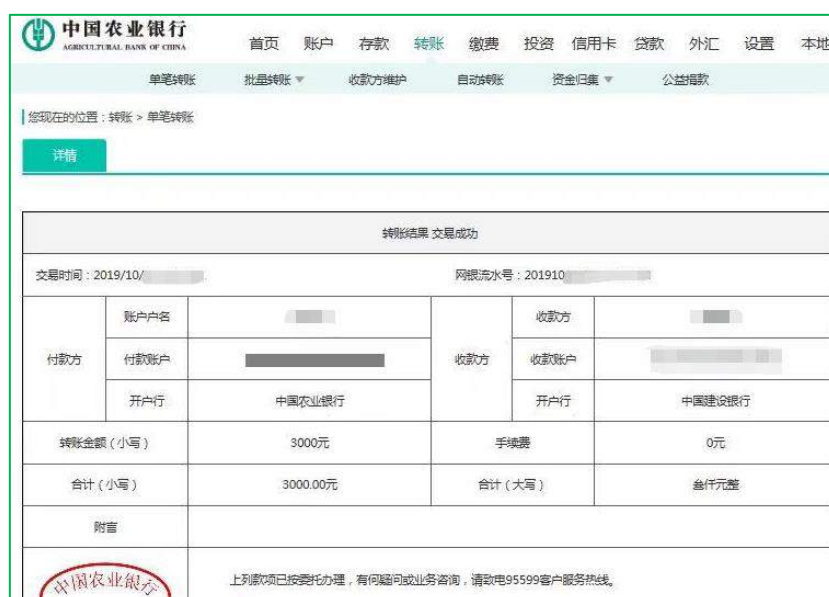 中国农业银行
AGRICULTURAL BANK OF CHINA
首页 账户 存款 转账 缴费 投资 信用卡 贷款 外汇 设置 本地
单笔转账 批量转账 收款方维护 自动转账 资金归集 公益捐款
您现在的位置：转账 > 单笔转账
详情
转账结果 交易成功
交易时间：2019/10/ 网银流水号：201910
付款方 账户户名 收款方 收款方
付款账户 收款账户
开户行 中国农业银行 开户行 中国建设银行
转账金额（小写） 3000元 手续费 0元
合计（小写） 3000.00元 合计（大写） 叁仟元整
附言
上列款项已按委托办理，有何疑问或业务咨询，请致电95599客户服务热线。
中国农业银行